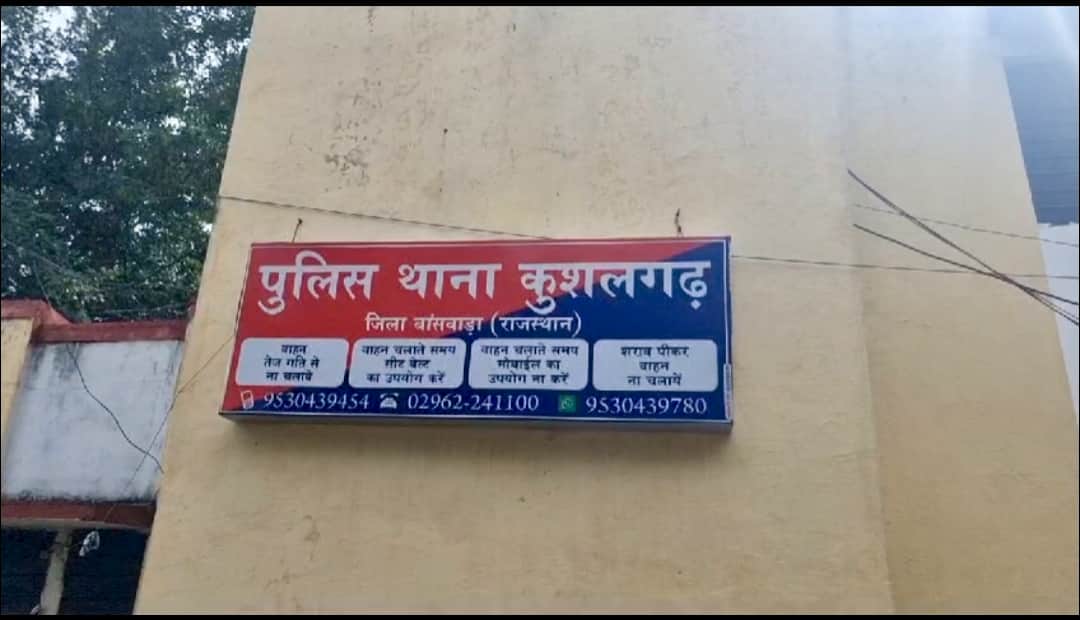 पुलिस थाना कुशलगढ़
जिला बांसवाड़ा (राजस्थान)
वाहन
तेज गति से
ना चलावे
वाहन चलाते समय
सीट बेल्ट
का उपयोग करें
वाहन चलाते समय
मोबाईल का
उपयोग ना करें
शराब पीकर
वाहन
ना चलायें
9530439454 02962-241100 9530439780